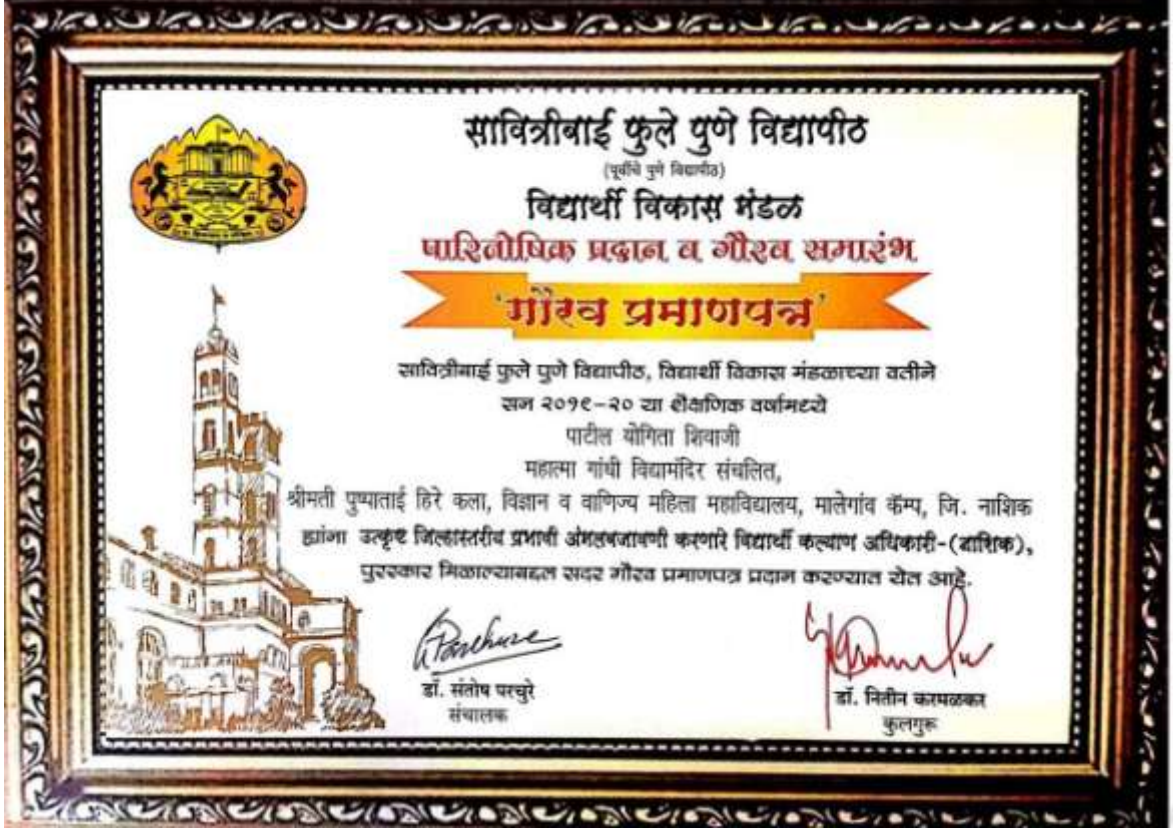 सावित्रीबाई फुले पुणे विद्यापीठ
(पूर्वीचे पुणे विद्यापीठ)
विद्यार्थी विकास मंडळ
पारितोषिक प्रदान व गौरव समारंभ
'गौरव प्रमाणपत्र'
सावित्रीबाई फुले पुणे विद्यापीठ, विद्यार्थी विकास मंडळाच्या वतीने
सन २०१९-२० या शैक्षणिक वर्षामध्ये
पाटील योगिता शिवाजी
महात्मा गांधी विद्यामंदिर संचलित,
श्रीमती पुष्पाताई हिरे कला, विज्ञान व वाणिज्य महिला महाविद्यालय, मालेगांव कॅम्प, जि. नाशिक
ह्यांना उत्कृष्ट जिल्हास्तरीय प्रभावी अंमलबजावणी करणारे विद्यार्थी कल्याण अधिकारी-(नाशिक),
पुरस्कार मिळाल्याबद्दल सदर गौरव प्रमाणपत्र प्रदान करण्यात येत आहे.
डॉ. संतोष परचुरे
संचालक
डॉ. नितीन करमळकर
कुलगुरू